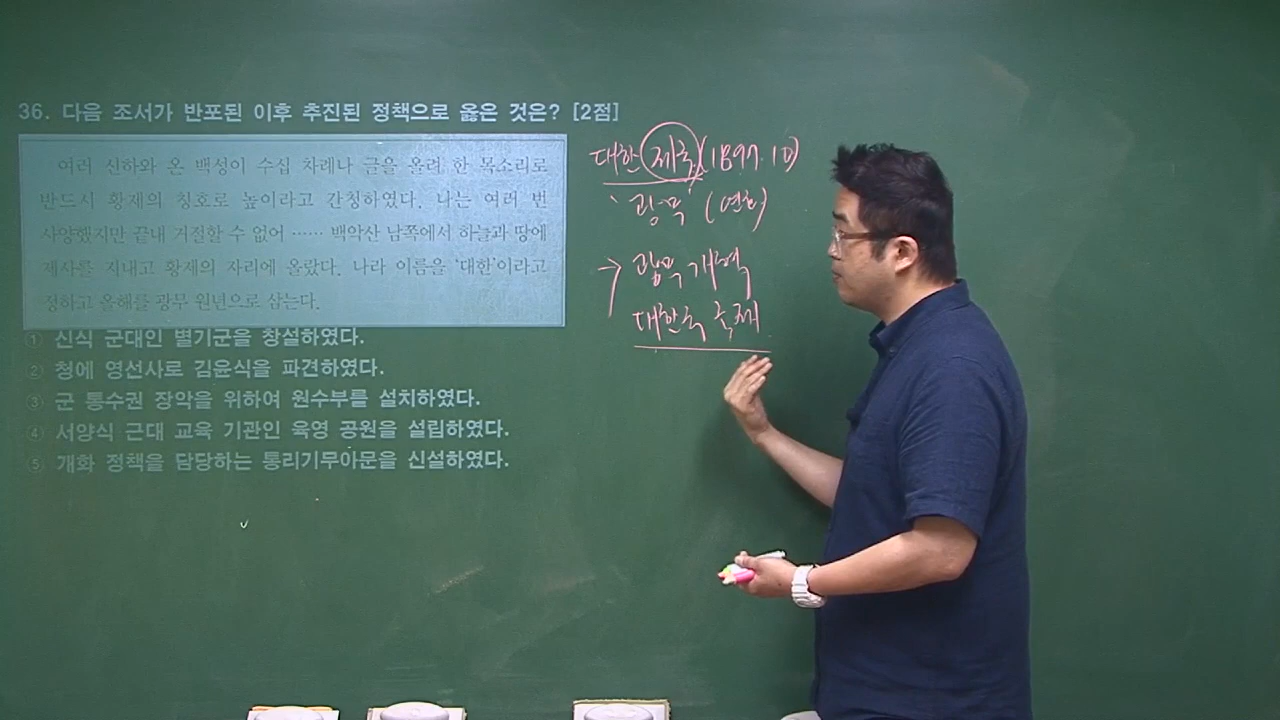 36. 다음 조서가 반포된 이후 추진된 정책으로 옳은 것은? [2점]
여러 신하와 온 백성이 수십 차례나 글을 올려 한 목소리로
반드시 황제의 칭호로 높이라고 간청하였다. 나는 여러 번
사양했지만 끝내 거절할 수 없어 …… 백악산 남쪽에서 하늘과 땅에
제사를 지내고 황제의 자리에 올랐다. 나라 이름을 '대한'이라고
정하고 올해를 광무 원년으로 삼는다.
① 신식 군대인 별기군을 창설하였다.
② 청에 영선사로 김윤식을 파견하였다.
③ 군 통수권 장악을 위하여 원수부를 설치하였다.
④ 서양식 근대 교육 기관인 육영 공원을 설립하였다.
⑤ 개화 정책을 담당하는 통리기무아문을 신설하였다.
대한제국(1897.10)
'광무' (연호)
→ 광무개혁
대한국 국제